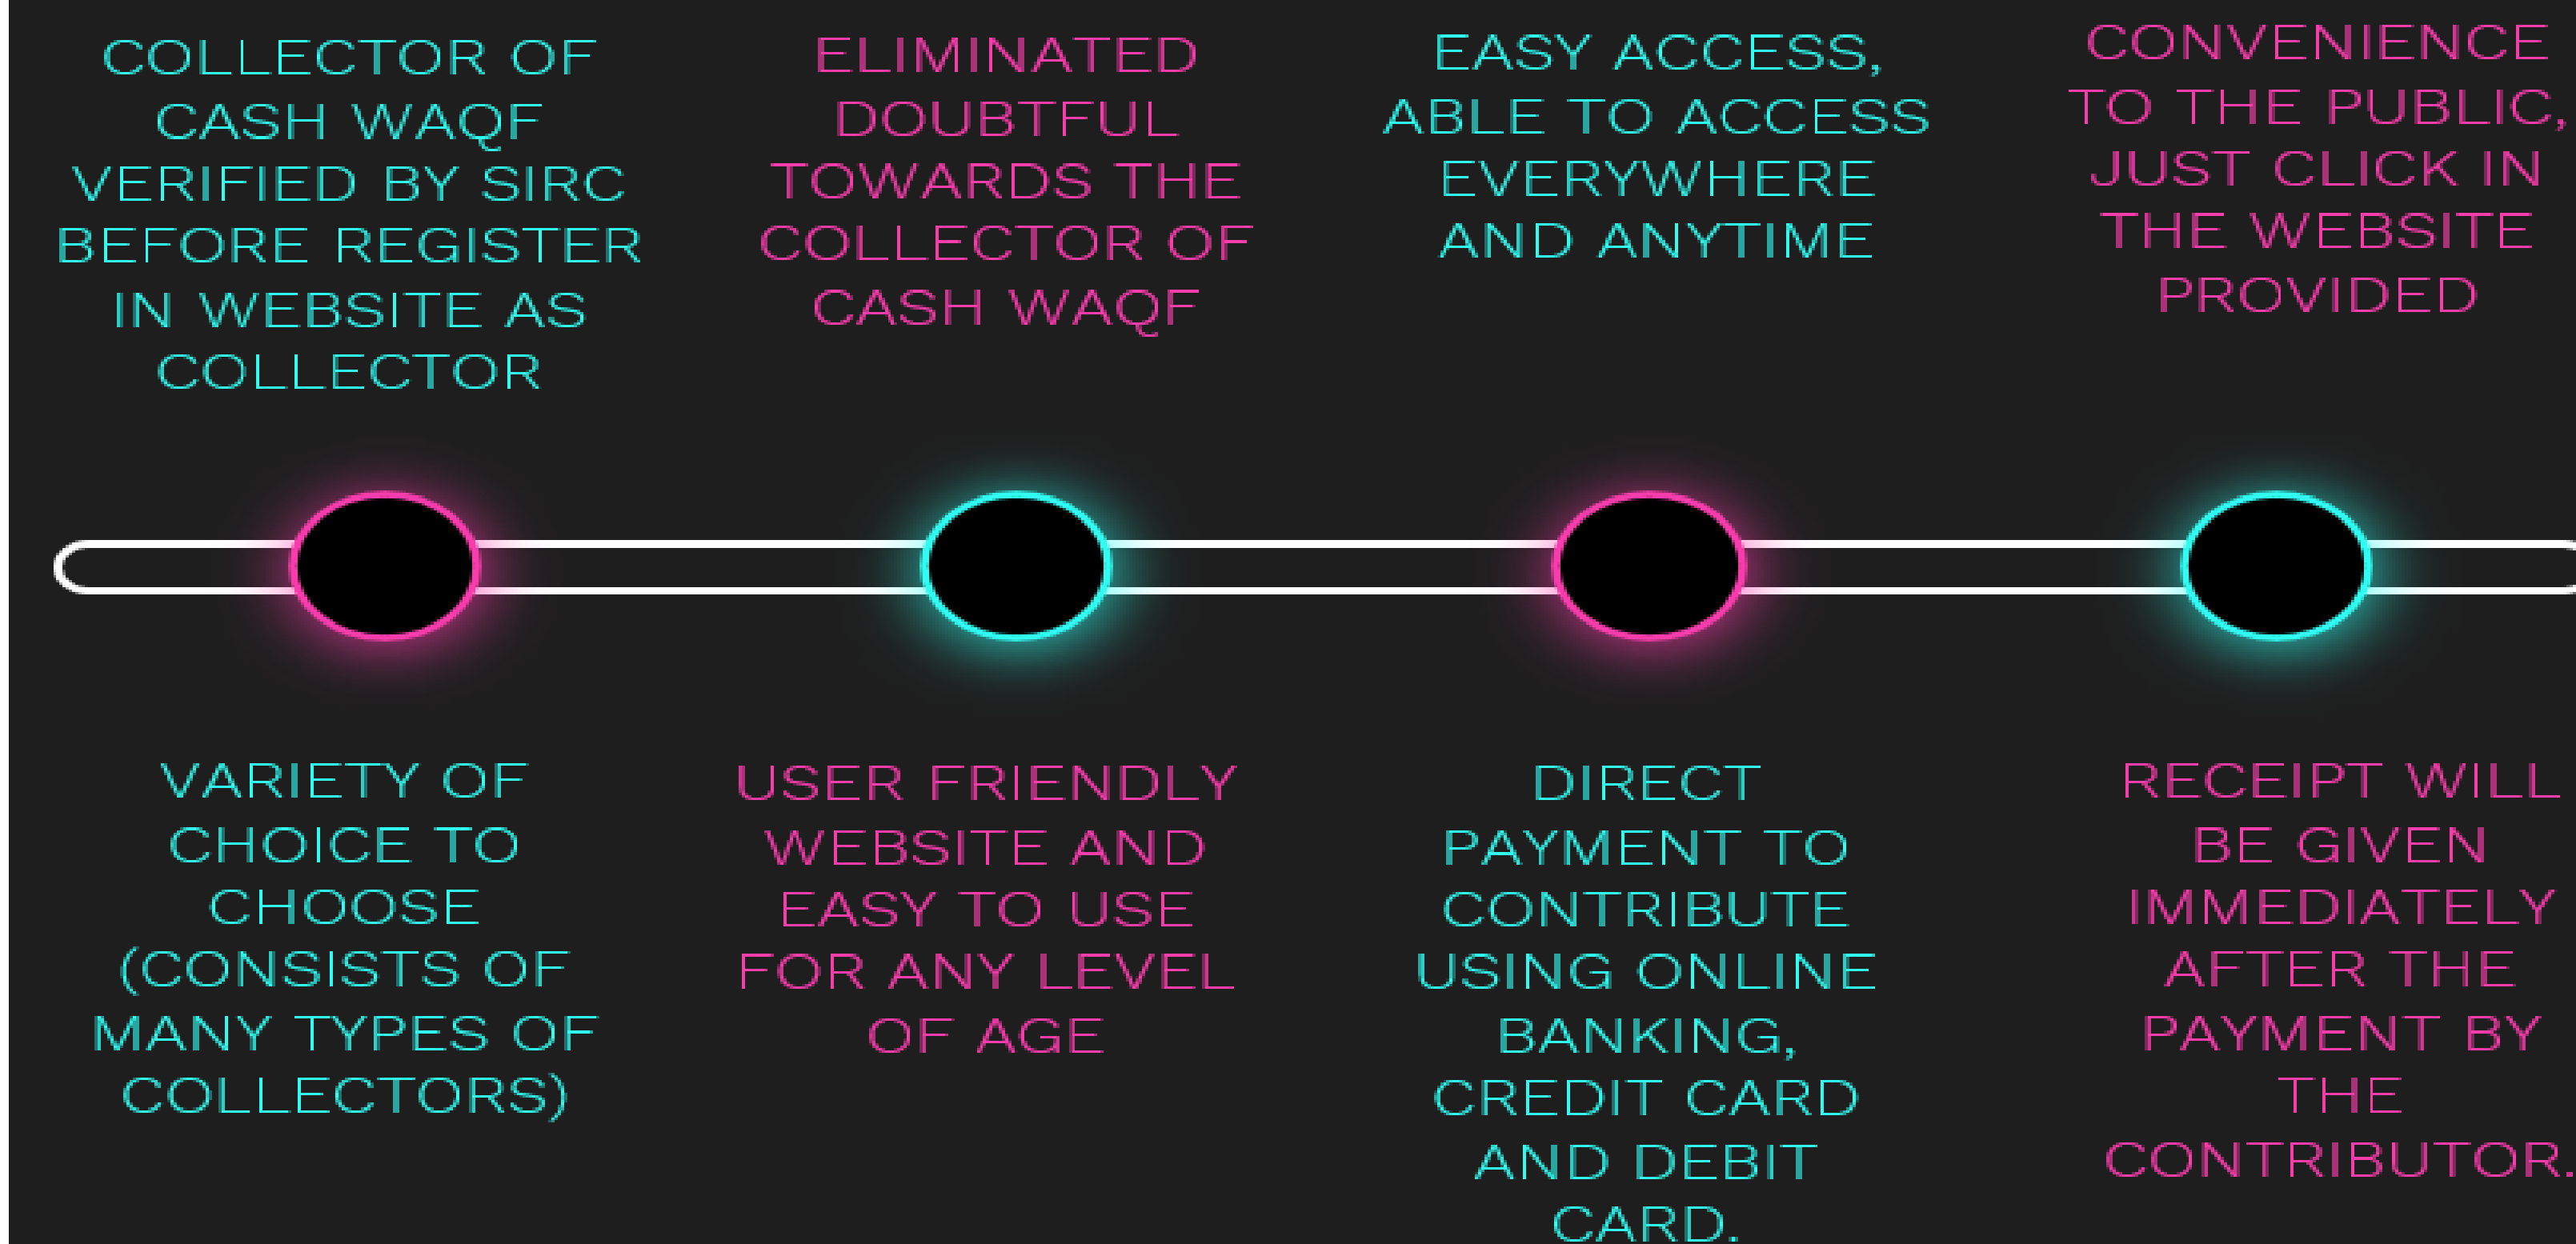 COLLECTOR OF
CASH WAQF
VERIFIED BY SIRC
BEFORE REGISTER
IN WEBSITE AS
COLLECTOR
ELIMINATED
DOUBTFUL
TOWARDS THE
COLLECTOR OF
CASH WAQF
EASY ACCESS,
ABLE TO ACCESS
EVERYWHERE
AND ANYTIME
CONVENIENCE
TO THE PUBLIC,
JUST CLICK IN
THE WEBSITE
PROVIDED
VARIETY OF
CHOICE TO
CHOOSE
(CONSISTS OF
MANY TYPES OF
COLLECTORS)
USER FRIENDLY
WEBSITE AND
EASY TO USE
FOR ANY LEVEL
OF AGE
DIRECT
PAYMENT TO
CONTRIBUTE
USING ONLINE
BANKING,
CREDIT CARD
AND DEBIT
CARD.
RECEIPT WILL
BE GIVEN
IMMEDIATELY
AFTER THE
PAYMENT BY
THE
CONTRIBUTOR.